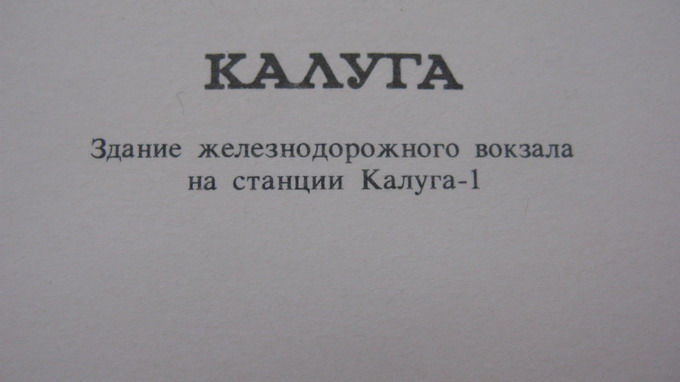 КАЛУГА
Здание железнодорожного вокзала
на станции Калуга-1